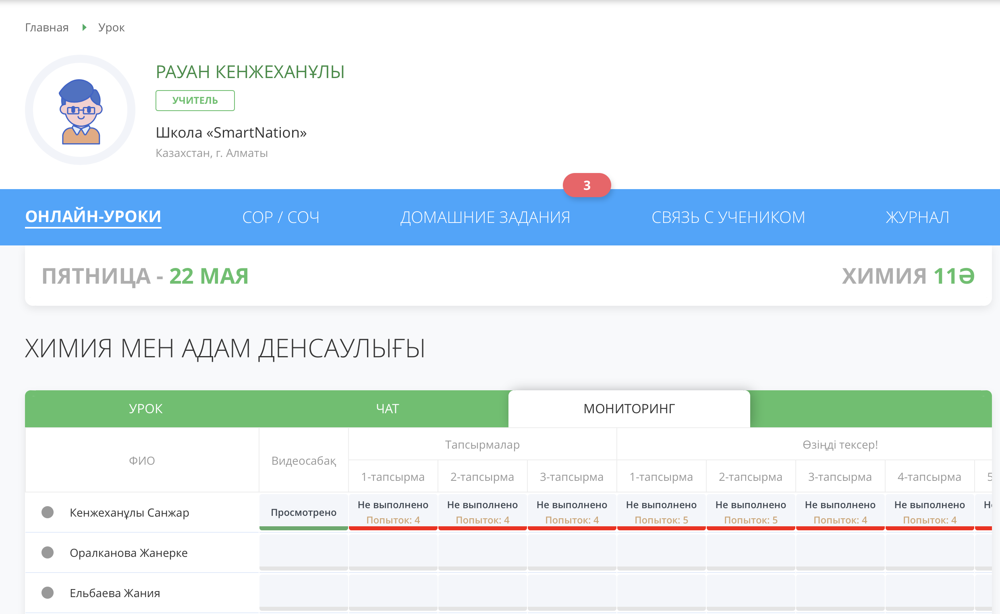 Главная Урок
РАУАН КЕНЖЕХАНҰЛЫ
УЧИТЕЛЬ
Школа «SmartNation»
Казахстан, г. Алматы
3
ОНЛАЙН-УРОКИ СОР / СОЧ ДОМАШНИЕ ЗАДАНИЯ СВЯЗЬ С УЧЕНИКОМ ЖУРНАЛ
ПЯТНИЦА - 22 МАЯ ХИМИЯ 11Ә
ХИМИЯ МЕН АДАМ ДЕНСАУЛЫҒЫ
УРОК ЧАТ МОНИТОРИНГ
ФИО Видеосабақ Тапсырмалар Өзіңді тексер!
1-тапсырма 2-тапсырма 3-тапсырма 1-тапсырма 2-тапсырма 3-тапсырма 4-тапсырма 5
Кенжеханұлы Санжар Просмотрено Не выполнено Не выполнено Не выполнено Не выполнено Не выполнено Не выполнено Не выполнено
Попыток: 4 Попыток: 4 Попыток: 4 Попыток: 5 Попыток: 5 Попыток: 4 Попыток: 4
Оралканова Жанерке
Ельбаева Жания